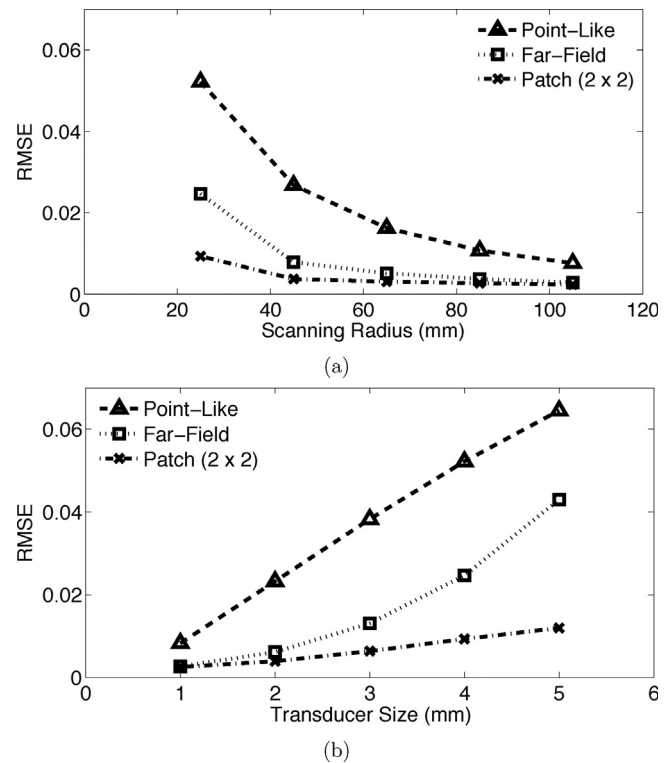 0.06
0.04
0.02
0
RMSE
Point-Like
Far-Field
Patch (2 x 2)
0 20 40 60 80 100 120
Scanning Radius (mm)
(a)
0.06
0.04
0.02
0
RMSE
Point-Like
Far-Field
Patch (2 x 2)
0 1 2 3 4 5 6
Transducer Size (mm)
(b)